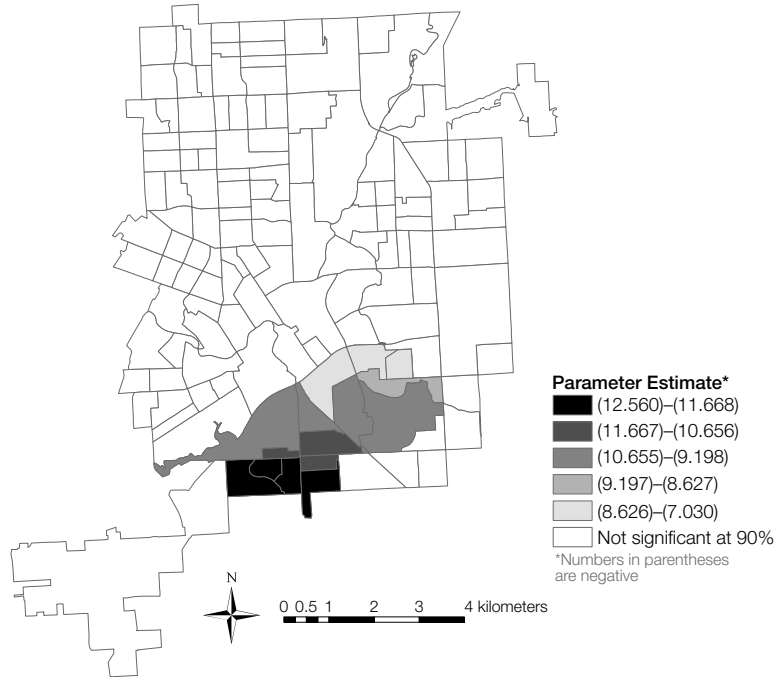 Parameter Estimate*
(12.560)–(11.668)
(11.667)–(10.656)
(10.655)–(9.198)
(9.197)–(8.627)
(8.626)–(7.030)
Not significant at 90%
*Numbers in parentheses
are negative
N
0 0.5 1 2 3 4 kilometers